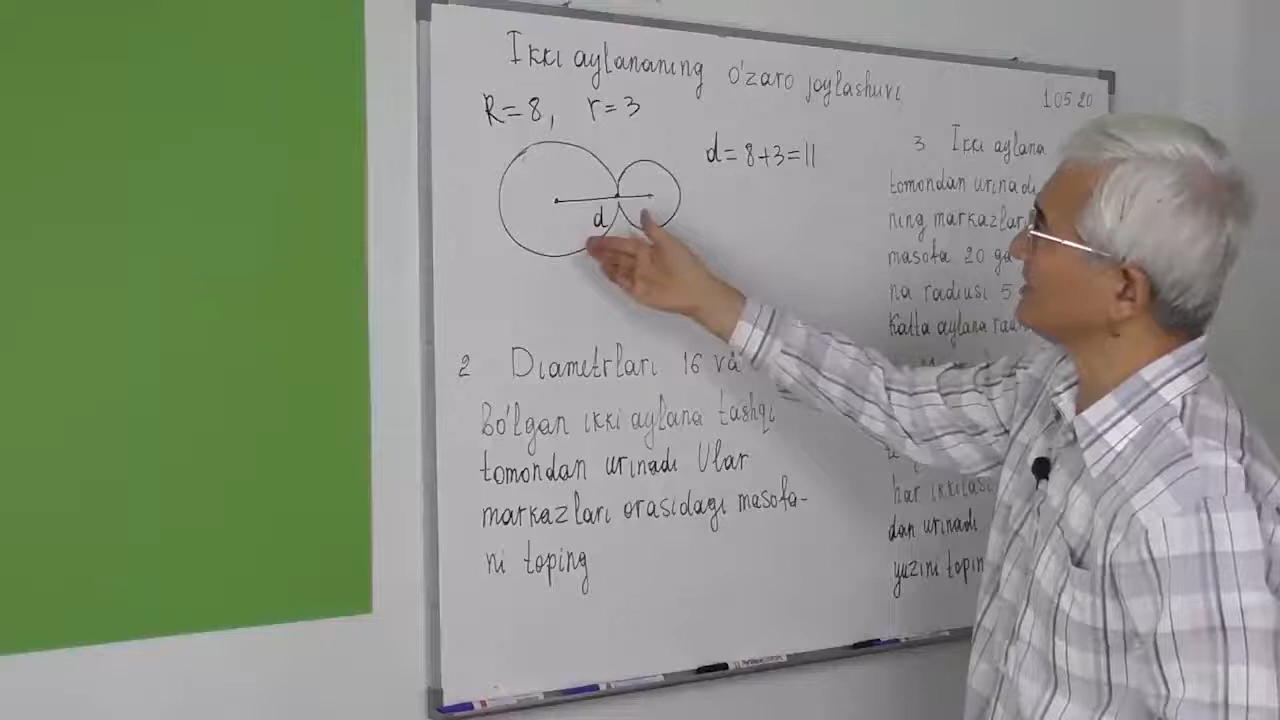 Ikki aylananing o'zaro joylashuvi
1 05 20
R=8, r=3
d=8+3=11
d
2 Diametrlari 16 va
Bo'lgan ikki aylana tashqi
tomondan urinadi Ular
markazlari orasidagi masofa-
ni toping
3 Ikki aylana
tomondan urinadi
ning markazlari
masofa 20 ga
na radiusi 5
Katta aylana
har ikkilasi
dan urinadi
yuzini topin